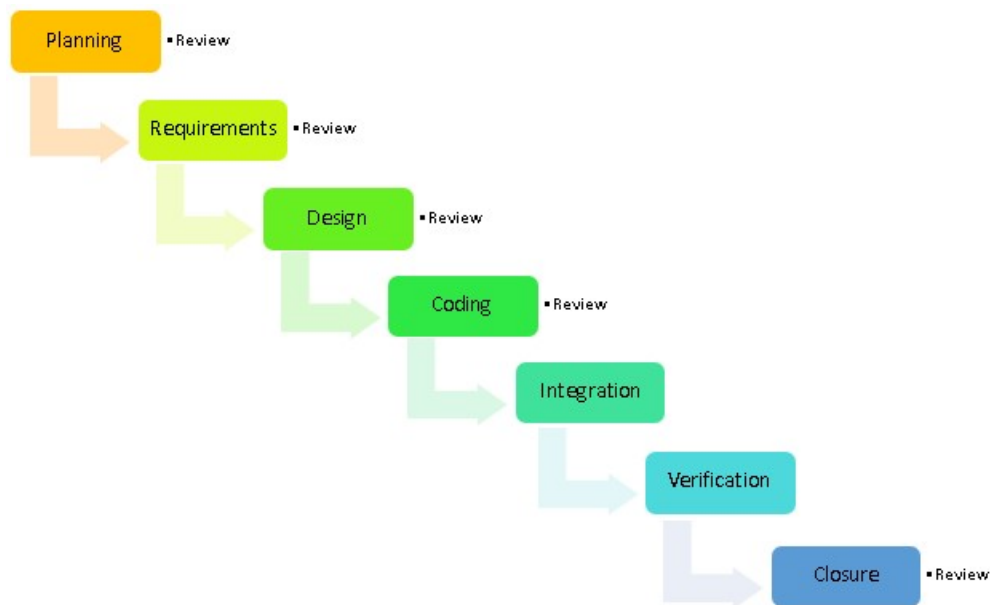 Planning
▪ Review
Requirements
▪ Review
Design
▪ Review
Coding
▪ Review
Integration
Verification
Closure
▪ Review